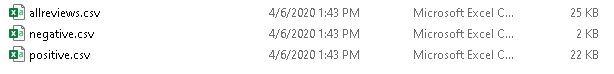 allreviews.csv 4/6/2020 1:43 PM Microsoft Excel C... 25 KB
negative.csv 4/6/2020 1:43 PM Microsoft Excel C... 2 KB
positive.csv 4/6/2020 1:43 PM Microsoft Excel C... 22 KB